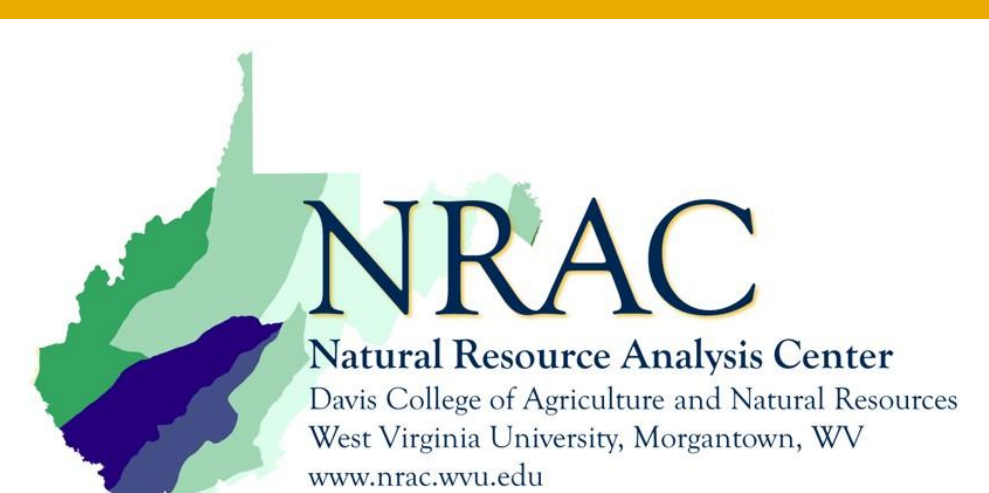 NRAC
Natural Resource Analysis Center
Davis College of Agriculture and Natural Resources
West Virginia University, Morgantown, WV
www.nrac.wvu.edu